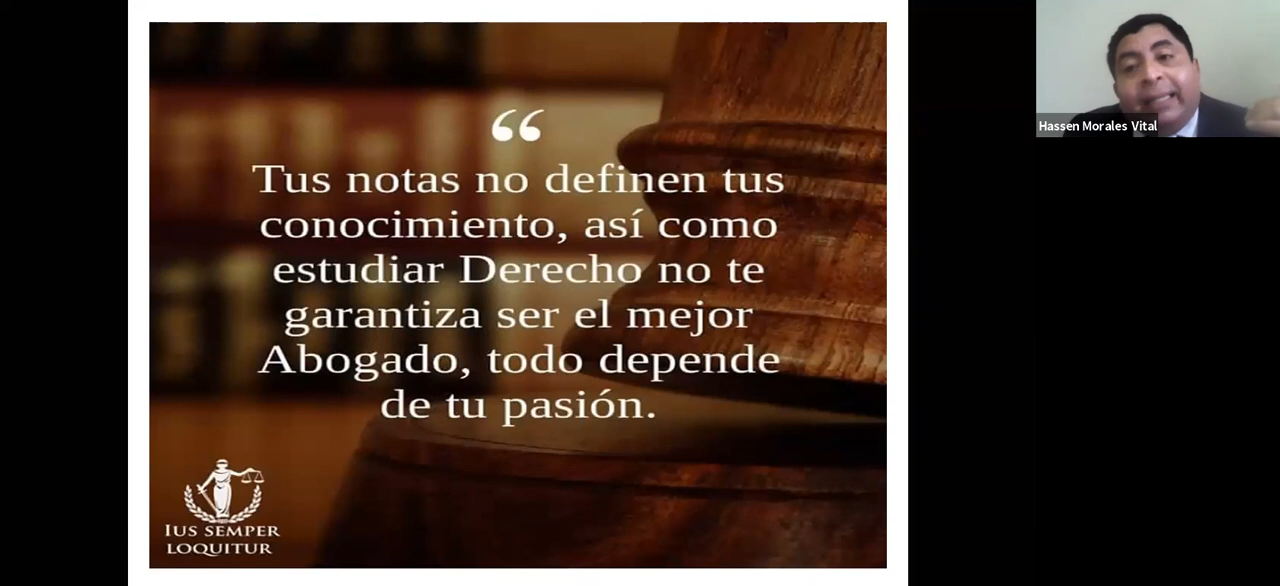 “
Tus notas no definen tus
conocimiento, así como
estudiar Derecho no te
garantiza ser el mejor
Abogado, todo depende
de tu pasión.
IUS SEMPER
LOQUITUR
Hassen Morales Vital